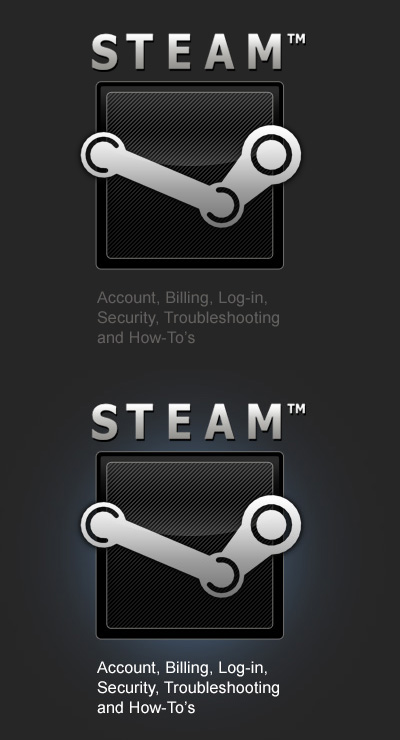 STEAM™
Account, Billing, Log-in,
Security, Troubleshooting
and How-To's
STEAM™
Account, Billing, Log-in,
Security, Troubleshooting
and How-To's